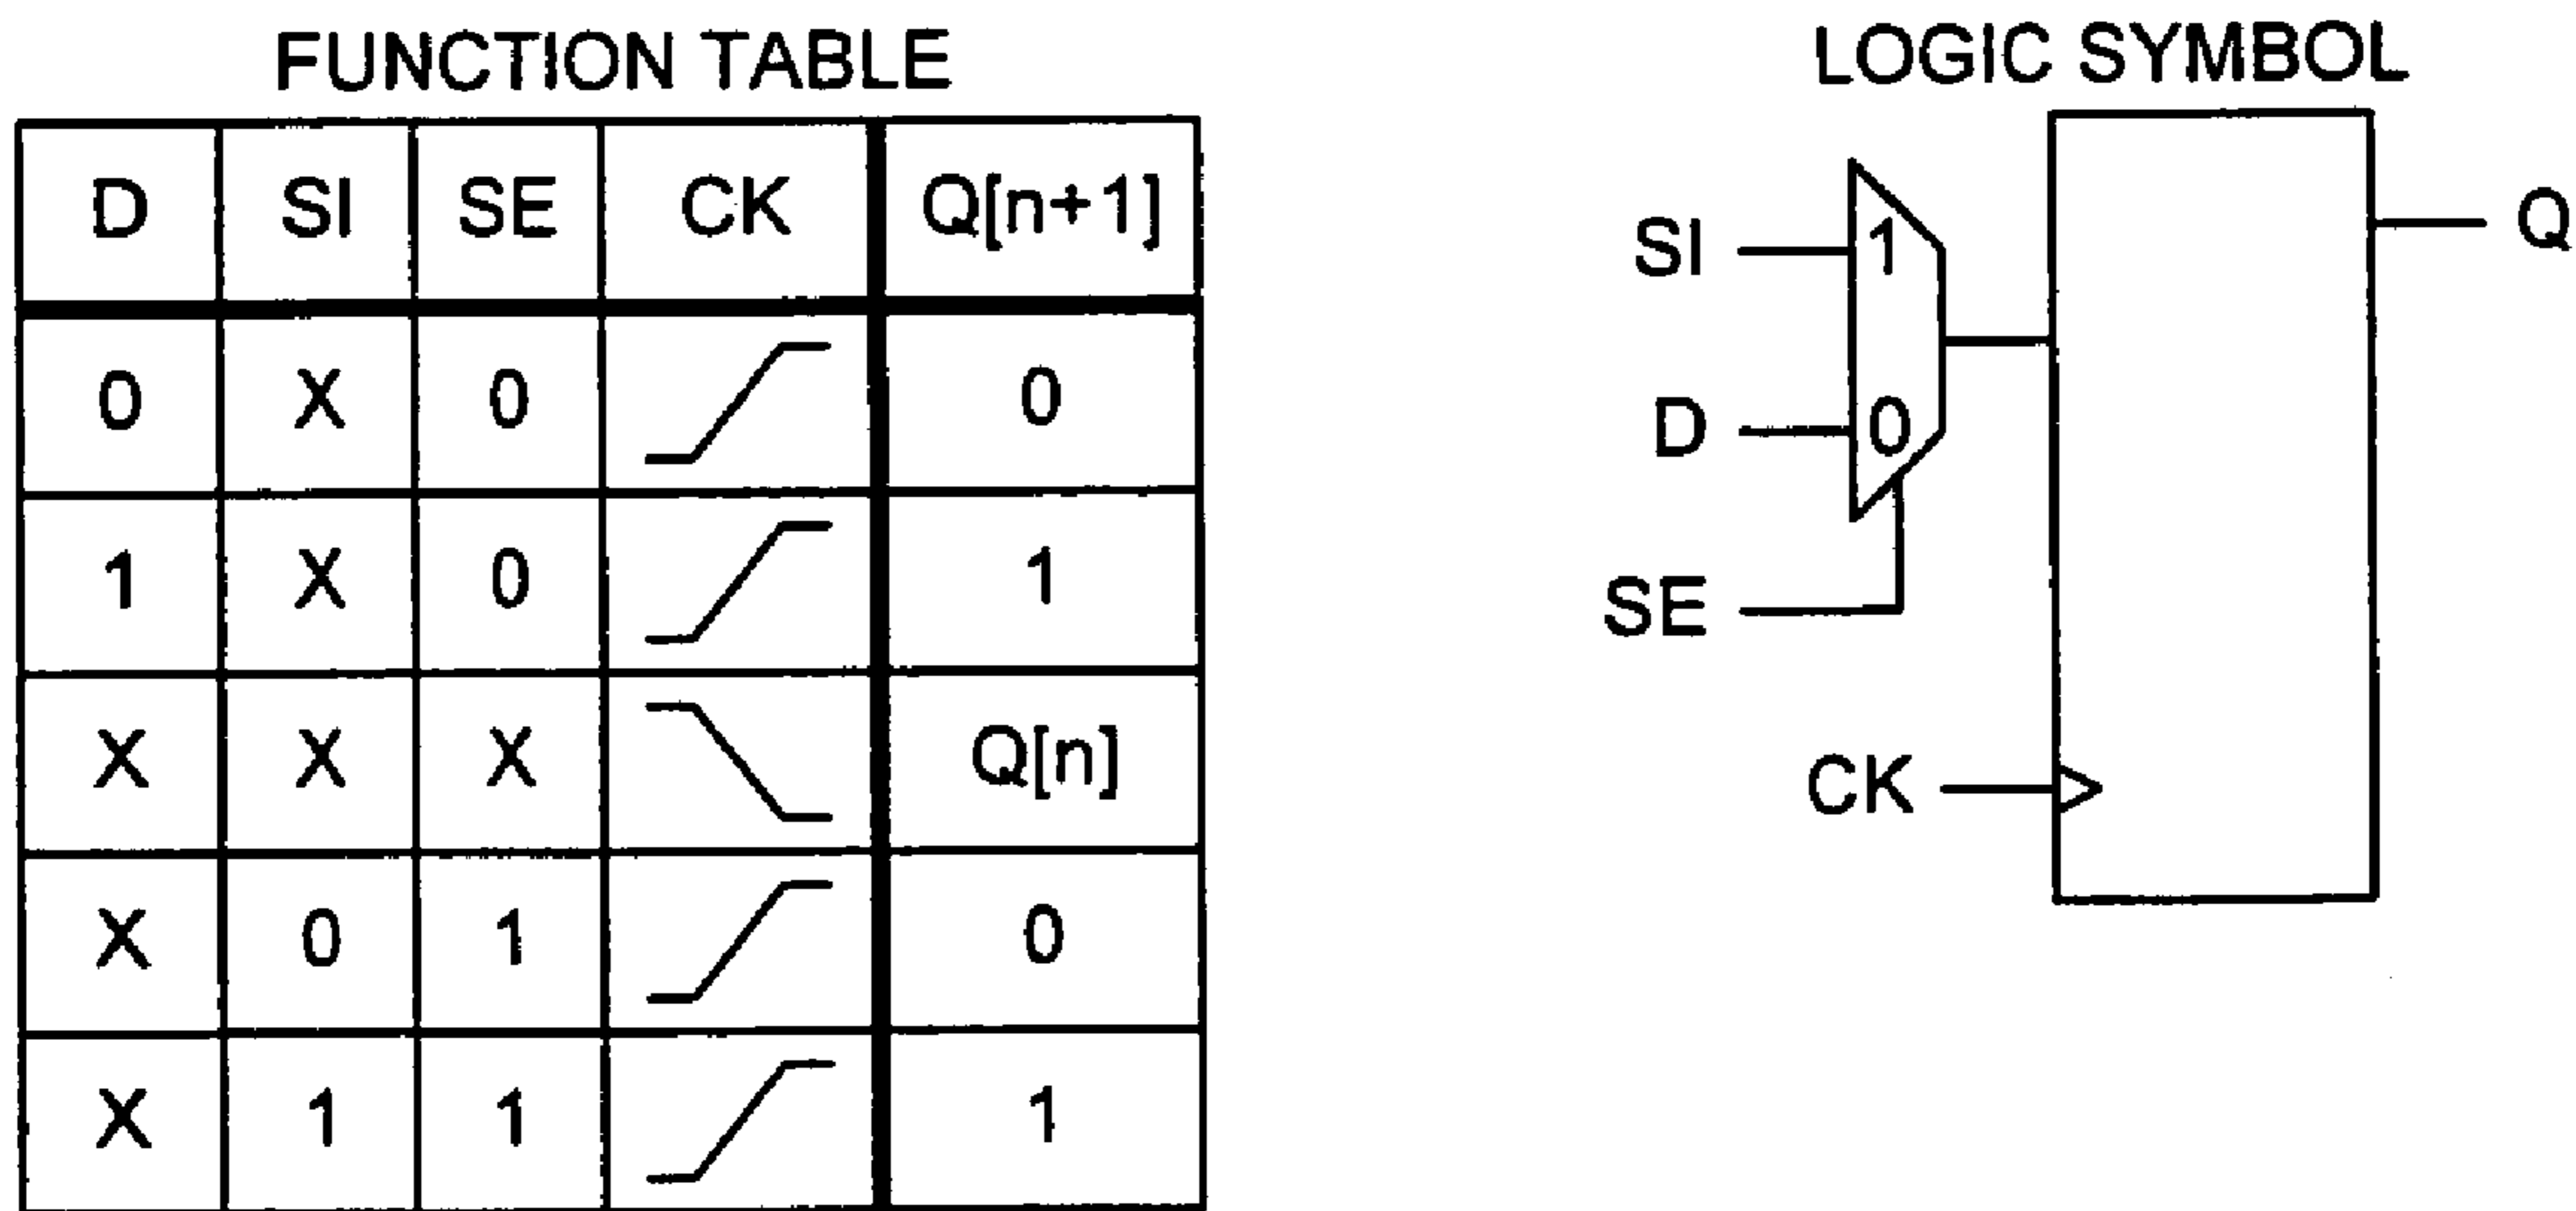 FUNCTION TABLE
D SI SE CK Q[n+1]
0 X 0 0
1 X 0 1
X X X Q[n]
X 0 1 0
X 1 1 1
LOGIC SYMBOL
SI 1 Q
D 0
SE
CK